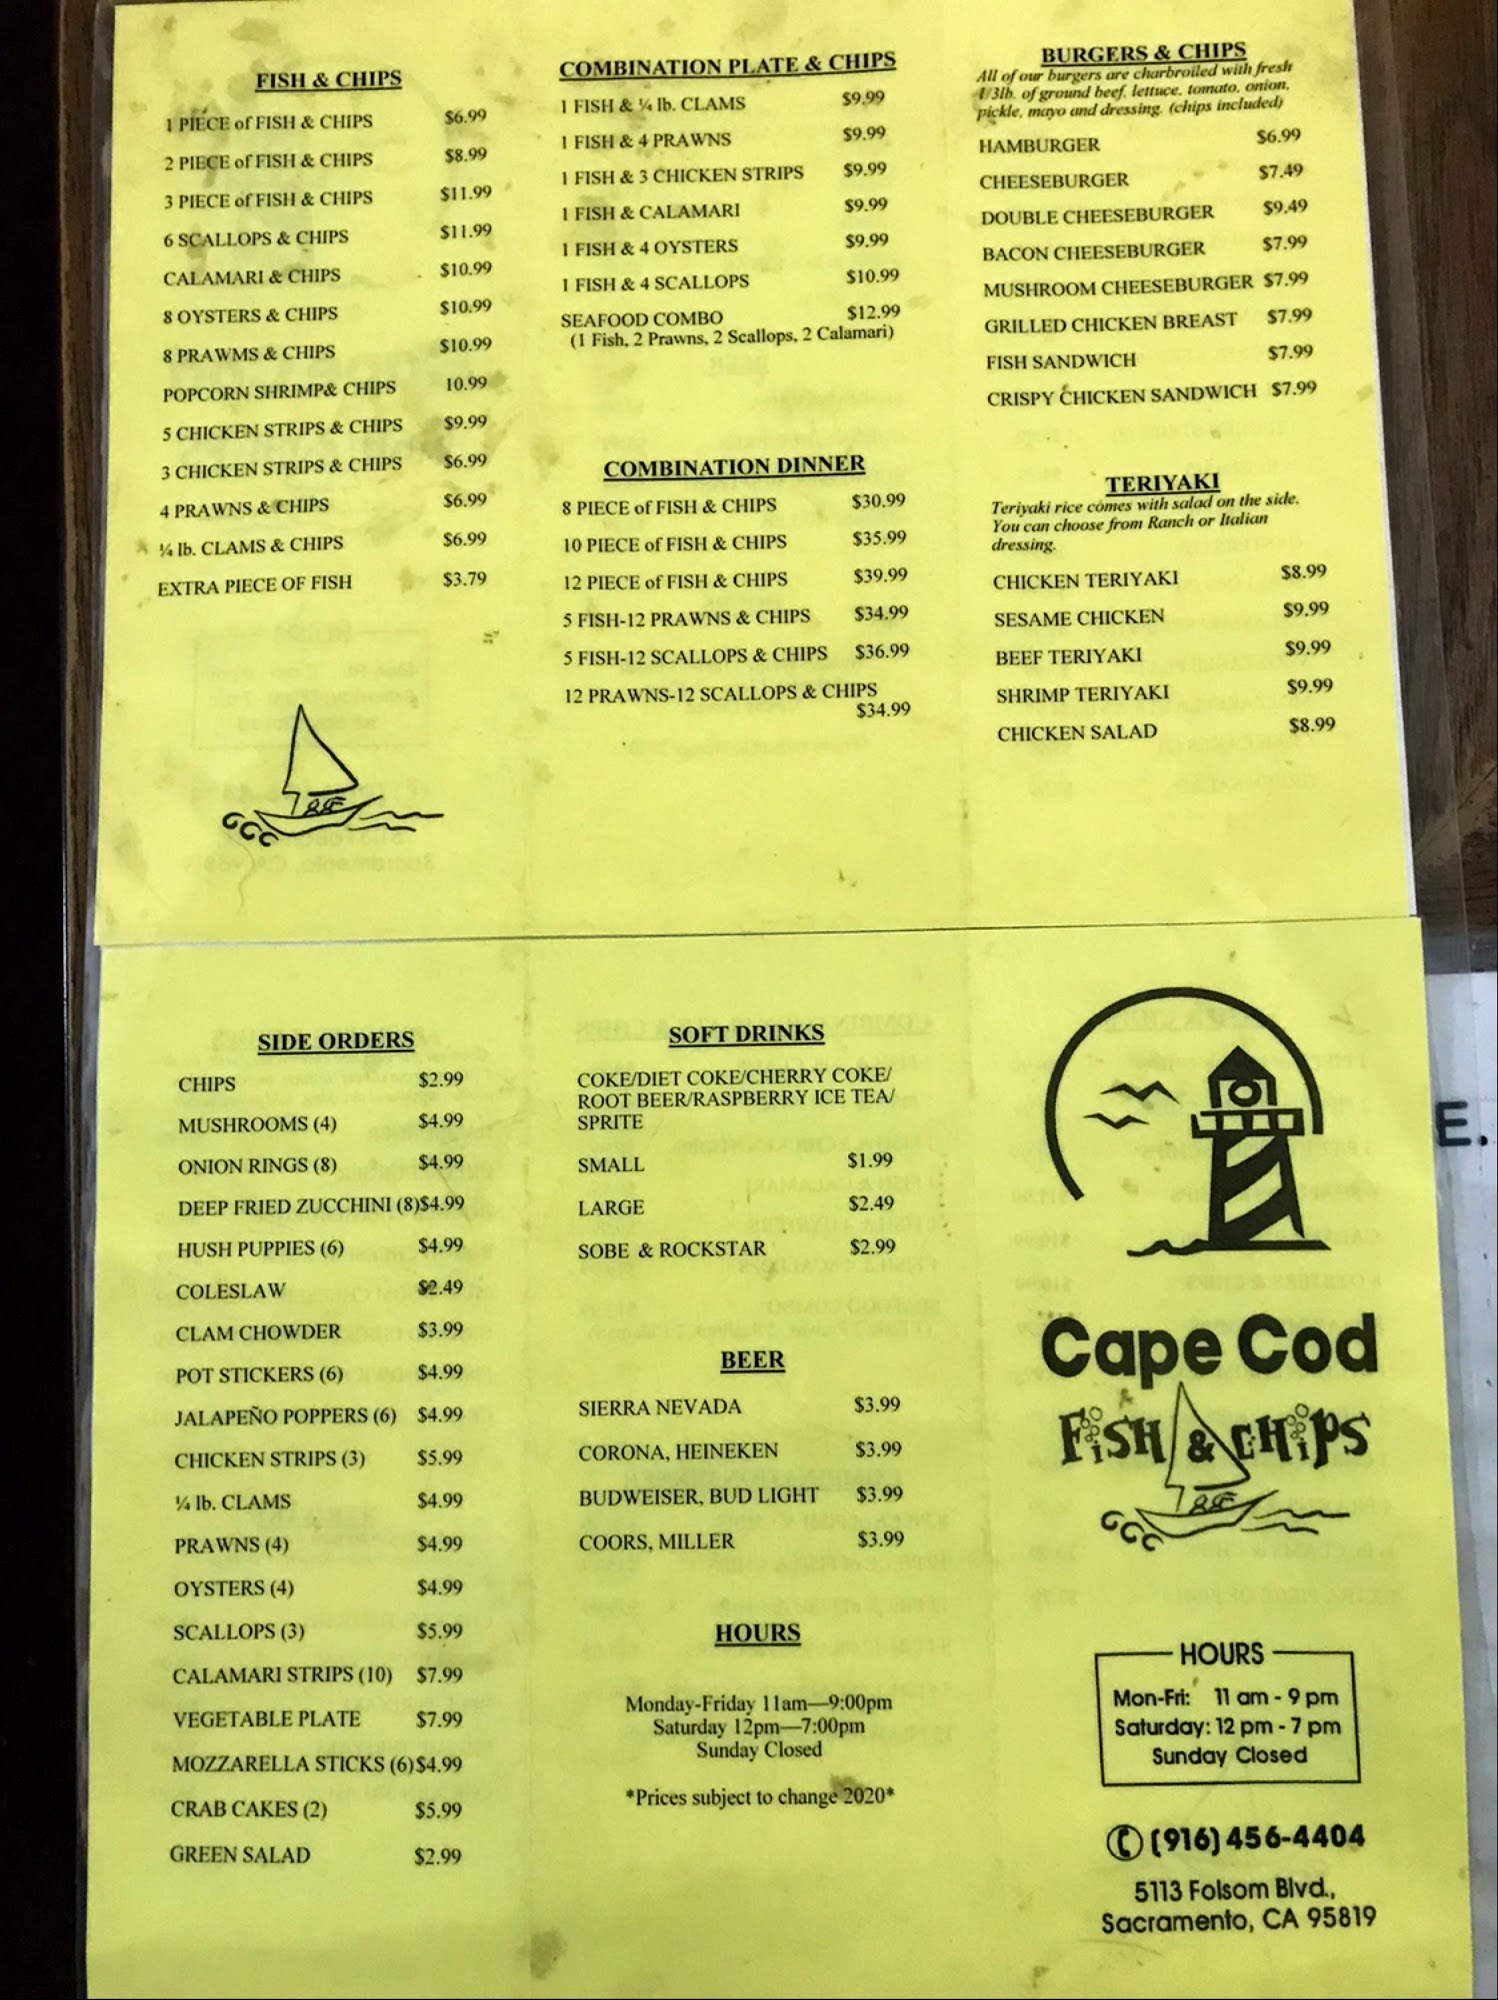 FISH & CHIPS
1 PIECE of FISH & CHIPS $6.99
2 PIECE of FISH & CHIPS $8.99
3 PIECE of FISH & CHIPS $11.99
6 SCALLOPS & CHIPS $11.99
CALAMARI & CHIPS $10.99
8 OYSTERS & CHIPS $10.99
8 PRAWMS & CHIPS $10.99
POPCORN SHRIMP& CHIPS 10.99
5 CHICKEN STRIPS & CHIPS $9.99
3 CHICKEN STRIPS & CHIPS $6.99
4 PRAWNS & CHIPS $6.99
¼ lb. CLAMS & CHIPS $6.99
EXTRA PIECE OF FISH $3.79
COMBINATION PLATE & CHIPS
1 FISH & ¼ lb. CLAMS $9.99
1 FISH & 4 PRAWNS $9.99
1 FISH & 3 CHICKEN STRIPS $9.99
1 FISH & CALAMARI $9.99
1 FISH & 4 OYSTERS $9.99
1 FISH & 4 SCALLOPS $10.99
SEAFOOD COMBO $12.99
(1 Fish, 2 Prawns, 2 Scallops, 2 Calamari)
COMBINATION DINNER
8 PIECE of FISH & CHIPS $30.99
10 PIECE of FISH & CHIPS $35.99
12 PIECE of FISH & CHIPS $39.99
5 FISH-12 PRAWNS & CHIPS $34.99
5 FISH-12 SCALLOPS & CHIPS $36.99
12 PRAWNS-12 SCALLOPS & CHIPS
$34.99
BURGERS & CHIPS
All of our burgers are charbroiled with fresh
1/3lb. of ground beef, lettuce, tomato, onion,
pickle, mayo and dressing. (chips included)
HAMBURGER $6.99
CHEESEBURGER $7.49
DOUBLE CHEESEBURGER $9.49
BACON CHEESEBURGER $7.99
MUSHROOM CHEESEBURGER $7.99
GRILLED CHICKEN BREAST $7.99
FISH SANDWICH $7.99
CRISPY CHICKEN SANDWICH $7.99
TERIYAKI
Teriyaki rice comes with salad on the side.
You can choose from Ranch or Italian
dressing.
CHICKEN TERIYAKI $8.99
SESAME CHICKEN $9.99
BEEF TERIYAKI $9.99
SHRIMP TERIYAKI $9.99
CHICKEN SALAD $8.99
SIDE ORDERS
CHIPS $2.99
MUSHROOMS (4) $4.99
ONION RINGS (8) $4.99
DEEP FRIED ZUCCHINI (8)$4.99
HUSH PUPPIES (6) $4.99
COLESLAW $2.49
CLAM CHOWDER $3.99
POT STICKERS (6) $4.99
JALAPEÑO POPPERS (6) $4.99
CHICKEN STRIPS (3) $5.99
¼ lb. CLAMS $4.99
PRAWNS (4) $4.99
OYSTERS (4) $4.99
SCALLOPS (3) $5.99
CALAMARI STRIPS (10) $7.99
VEGETABLE PLATE $7.99
MOZZARELLA STICKS (6)$4.99
CRAB CAKES (2) $5.99
GREEN SALAD $2.99
SOFT DRINKS
COKE/DIET COKE/CHERRY COKE/
ROOT BEER/RASPBERRY ICE TEA/
SPRITE
SMALL $1.99
LARGE $2.49
SOBE & ROCKSTAR $2.99
BEER
SIERRA NEVADA $3.99
CORONA, HEINEKEN $3.99
BUDWEISER, BUD LIGHT $3.99
COORS, MILLER $3.99
HOURS
Monday-Friday 11am—9:00pm
Saturday 12pm—7:00pm
Sunday Closed
*Prices subject to change 2020*
Cape Cod
FiSH & CHiPS
HOURS
Mon-Fri: 11 am - 9 pm
Saturday: 12 pm - 7 pm
Sunday Closed
(916) 456-4404
5113 Folsom Blvd.,
Sacramento, CA 95819
E.